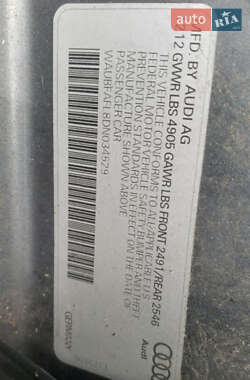 AUTO
RIA
MFD. BY AUDI AG
12 GVWR LBS 4905 GAWR LBS FRONT 2491/REAR 2546
THIS VEHICLE CONFORMS TO ALL APPLICABLE U.S.
FEDERAL MOTOR VEHICLE SAFETY, BUMPER, AND THEFT
PREVENTION STANDARDS IN EFFECT ON THE DATE OF
MANUFACTURE SHOWN ABOVE.
PASSENGER CAR
GERMANY
Audi